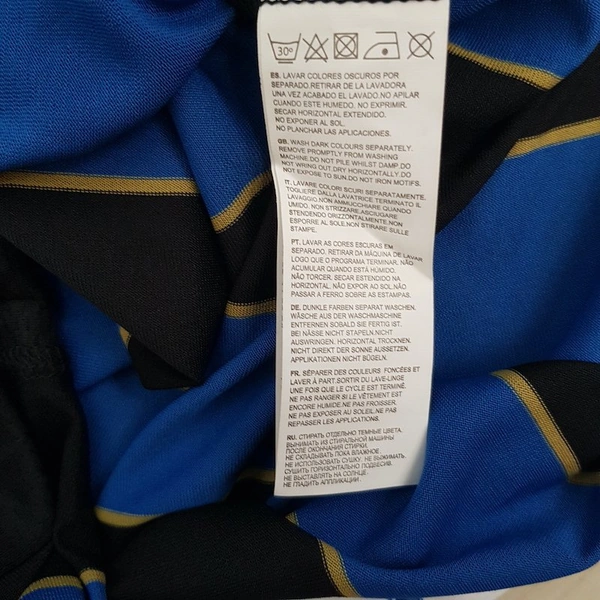 30°
ES. LAVAR COLORES OSCUROS POR
SEPARADO.RETIRAR DE LA LAVADORA
UNA VEZ ACABADO EL LAVADO.NO APILAR
CUANDO ESTE HUMEDO. NO EXPRIMIR.
SECAR HORIZONTAL EXTENDIDO.
NO EXPONER AL SOL.
NO PLANCHAR LAS APLICACIONES.
GB. WASH DARK COLOURS SEPARATELY.
REMOVE PROMPTLY FROM WASHING
MACHINE.DO NOT PILE WHILST DAMP.DO
NOT WRING OUT DRY HORIZONTALLY.DO
NOT EXPOSE TO SUN.DO NOT IRON MOTIFS.
IT. LAVARE COLORI SCURI SEPARATAMENTE.
TOGLIERE DALLA LAVATRICE TERMINATO IL
LAVAGGIO.NON AMMUCCHIARE QUANDO
UMIDO. NON STRIZZARE.ASCIUGARE
STENDENDO ORIZZONTALMENTE.NON
ESPORRE AL SOLE.NON STIRARE SULLE
STAMPE.
PT. LAVAR AS CORES ESCURAS EM
SEPARADO. RETIRAR DA MÁQUINA DE LAVAR
LOGO QUE O PROGRAMA TERMINAR. NÃO
ACUMULAR QUANDO ESTÁ HÚMIDO.
NÃO TORCER. SECAR ESTENDIDO NA
HORIZONTAL. NÃO EXPOR AO SOL.NÃO
PASSAR A FERRO SOBRE AS ESTAMPAS.
DE. DUNKLE FARBEN SEPARAT WASCHEN.
WÄSCHE AUS DER WASCHMASCHINE
ENTFERNEN SOBALD SIE FERTIG IST.
BEI NÄSSE NICHT STAPELN.NICHT
AUSWRINGEN. HORIZONTAL TROCKNEN.
NICHT DIREKT DER SONNE AUSSETZEN.
APPLIKATIONEN NICHT BÜGELN.
FR. SÉPARER DES COULEURS FONCÉES ET
LAVER À PART.SORTIR DU LAVE-LINGE
UNE FOIS QUE LE CYCLE EST TERMINÉ.
NE PAS RANGER SI LE VÊTEMENT EST
ENCORE HUMIDE.NE PAS FROISSER.
NE PAS EXPOSER AU SOLEIL.NE PAS
REPASSER LES APPLICATIONS.
RU. СТИРАТЬ ОТДЕЛЬНО ТЕМНЫЕ ЦВЕТА.
ВЫНИМАТЬ ИЗ СТИРАЛЬНОЙ МАШИНЫ
ПОСЛЕ ОКОНЧАНИЯ СТИРКИ.
НЕ СКЛАДЫВАТЬ ПОКА ВЛАЖНОЕ.
НЕ ИСПОЛЬЗОВАТЬ СУШКУ. НЕ ВЫЖИМАТЬ.
СУШИТЬ ГОРИЗОНТАЛЬНО ПОДВЕСИВ.
НЕ ВЫСТАВЛЯТЬ НА СОЛНЦЕ.
НЕ ГЛАДИТЬ АППЛИКАЦИИ.